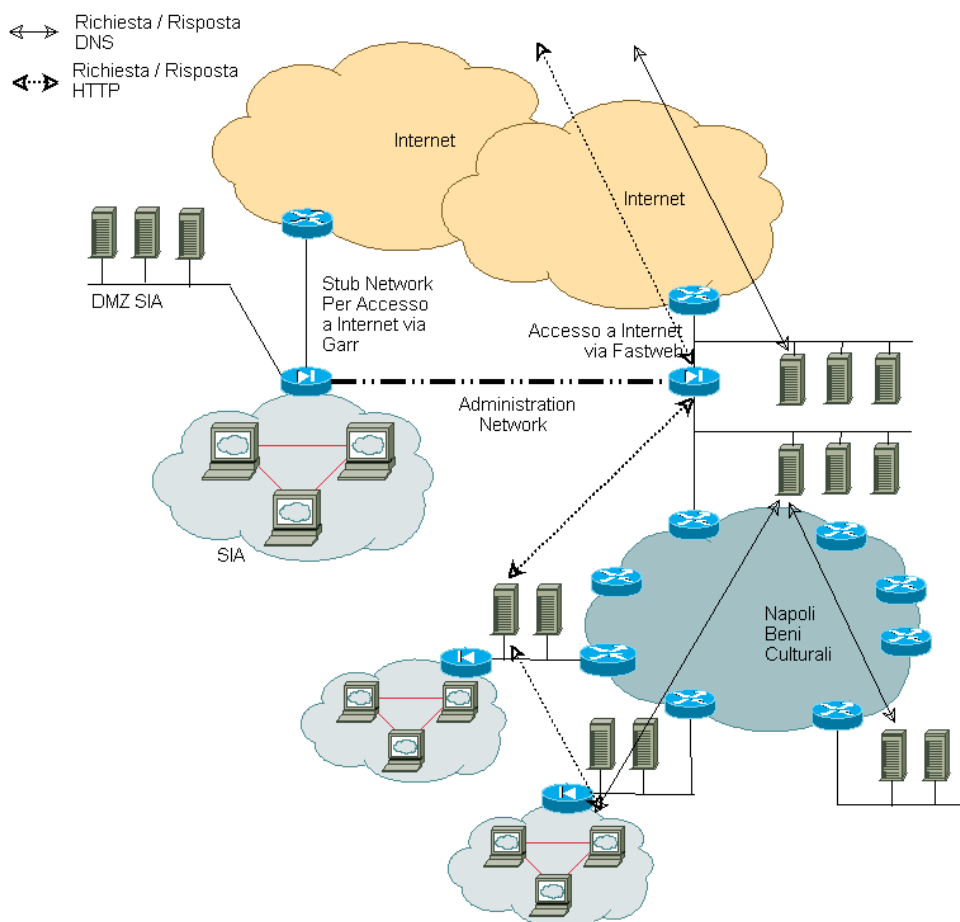 Richiesta / Risposta
DNS
Richiesta / Risposta
HTTP
Internet
Internet
DMZ SIA
Stub Network
Per Accesso
a Internet via
Garr
Accesso a Internet
via Fastweb
Administration
Network
SIA
Napoli
Beni
Culturali